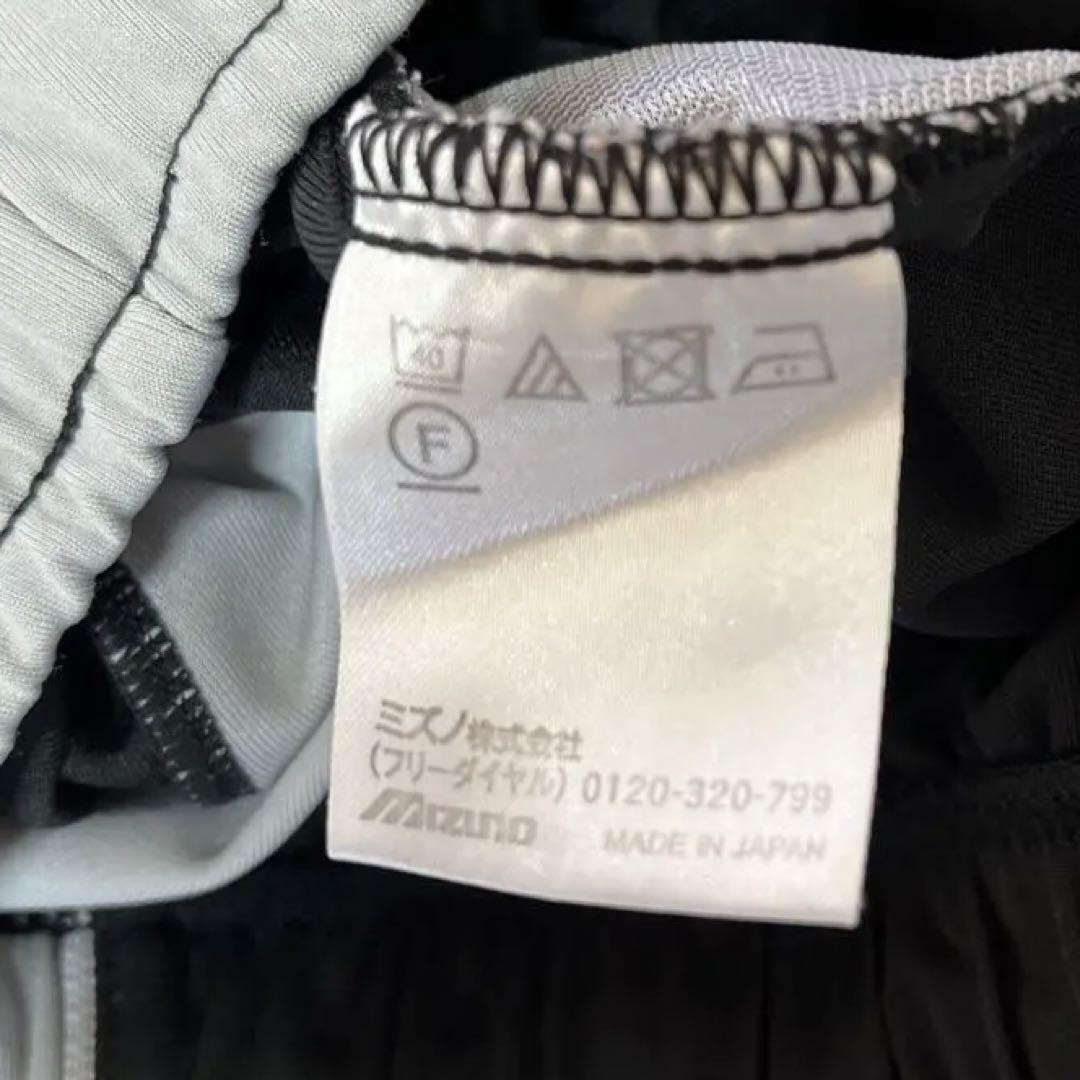 40
F
ミズノ株式会社
(フリーダイヤル) 0120-320-799
MIZUNO MADE IN JAPAN